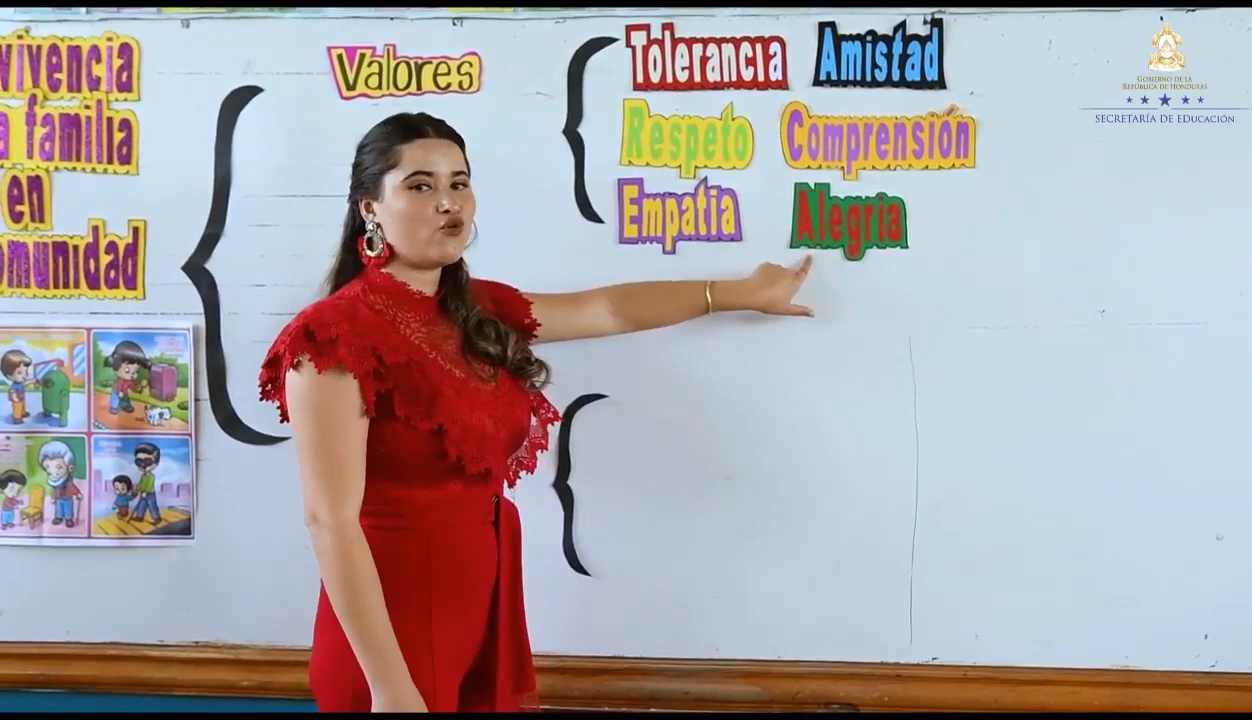 vivencia
a familia
en
omunidad
Valores
Tolerancia
Amistad
Respeto
Comprensión
Empatia
Alegria
GOBIERNO DE LA
REPÚBLICA DE HONDURAS
SECRETARÍA DE EDUCACIÓN